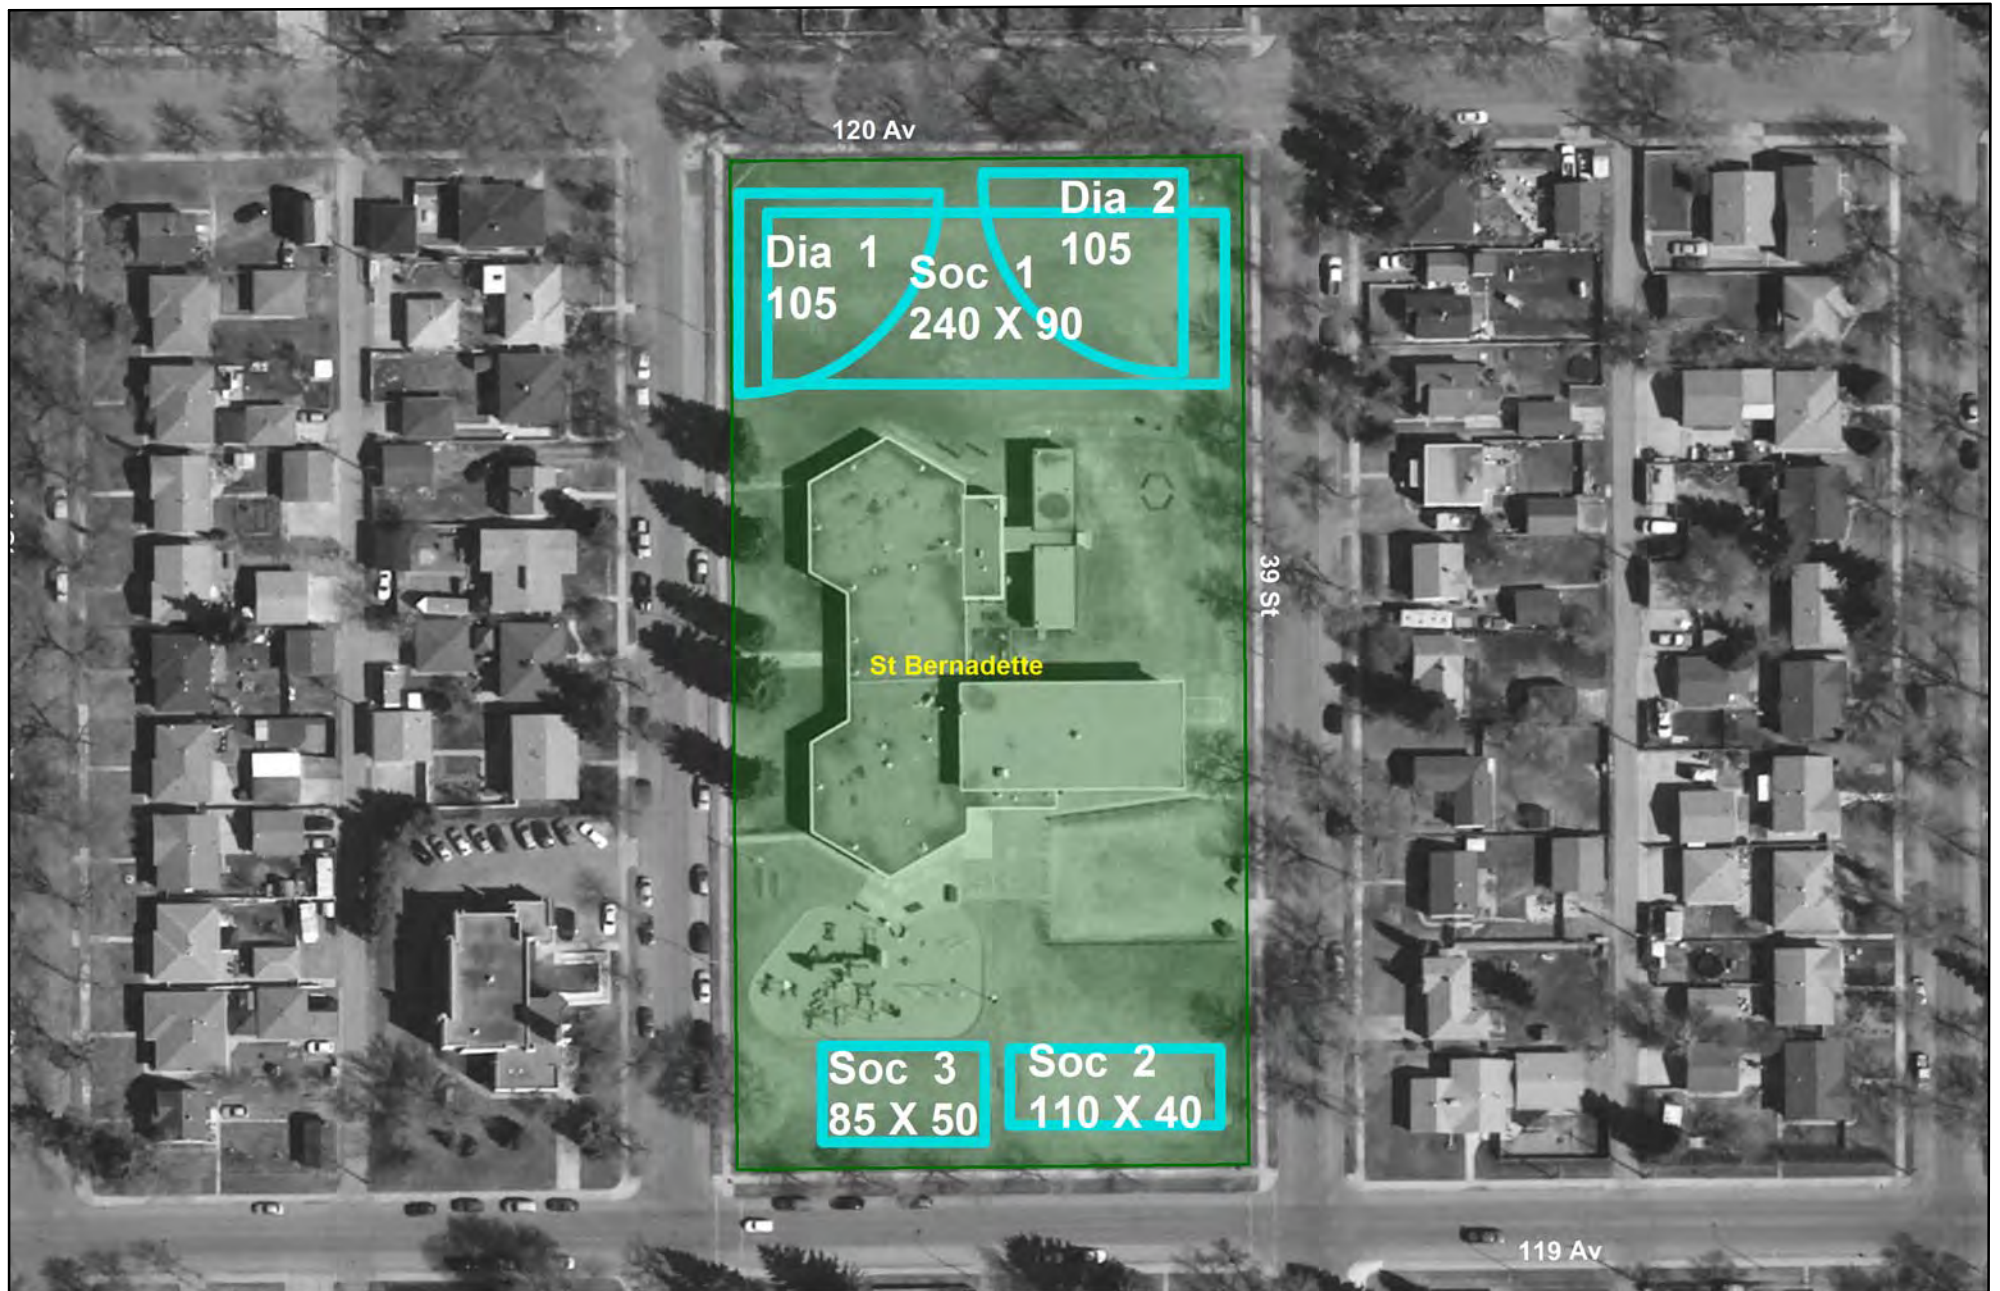 120 Av
Dia 2
105
Dia 1
105
Soc 1
240 X 90
39 St
St Bernadette
Soc 3
85 X 50
Soc 2
110 X 40
119 Av